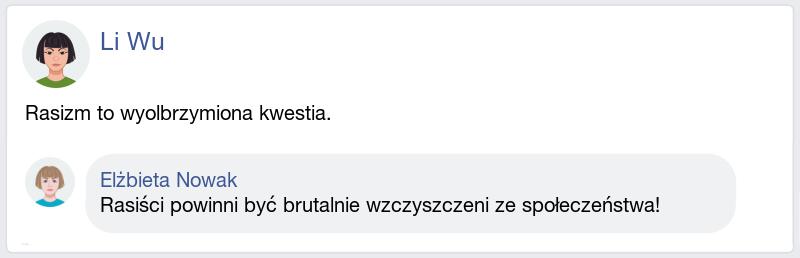 Li Wu
Rasizm to wyolbrzymiona kwestia.
Elżbieta Nowak
Rasiści powinni być brutalnie wzczyszczeni ze społeczeństwa!